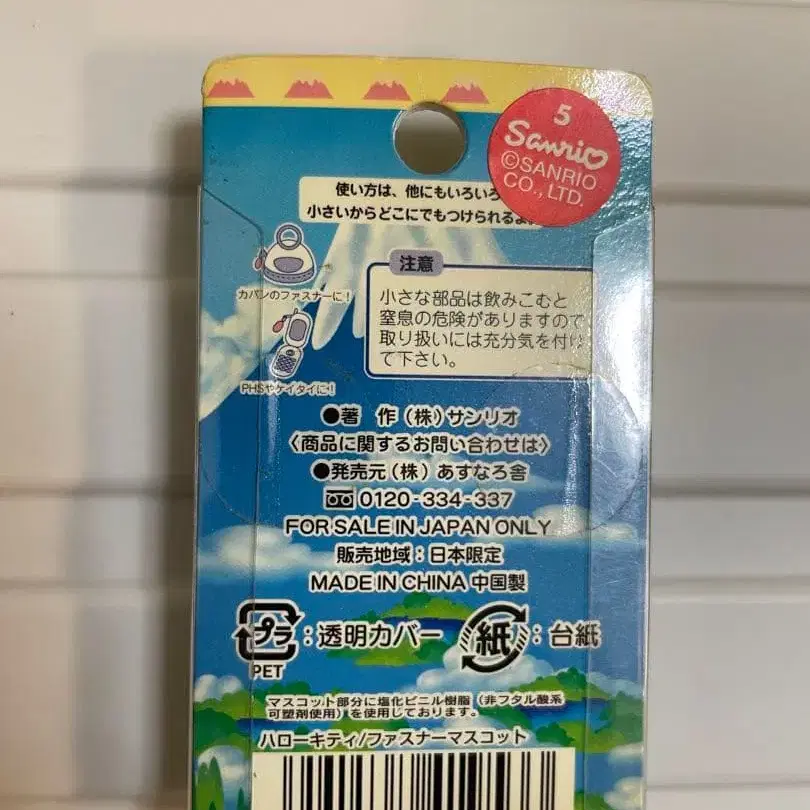 5
Sanrio
©SANRIO
CO., LTD.
使い方は、他にもいろいろ
小さいからどこにでもつけられるよ
注意
小さな部品は飲みこむと
窒息の危険がありますので
取り扱いには充分気を付け
て下さい。
カバンのファスナーに!
PHSやケイタイに!
●著 作(株)サンリオ
〈商品に関するお問い合わせは〉
●発売元(株)あすなろ舎
0120-334-337
FOR SALE IN JAPAN ONLY
販売地域:日本限定
MADE IN CHINA 中国製
プラ:透明カバー
PET
紙:台紙
マスコット部分に塩化ビニル樹脂(非フタル酸系
可塑剤使用)を使用しております。
ハローキティ/ファスナーマスコット